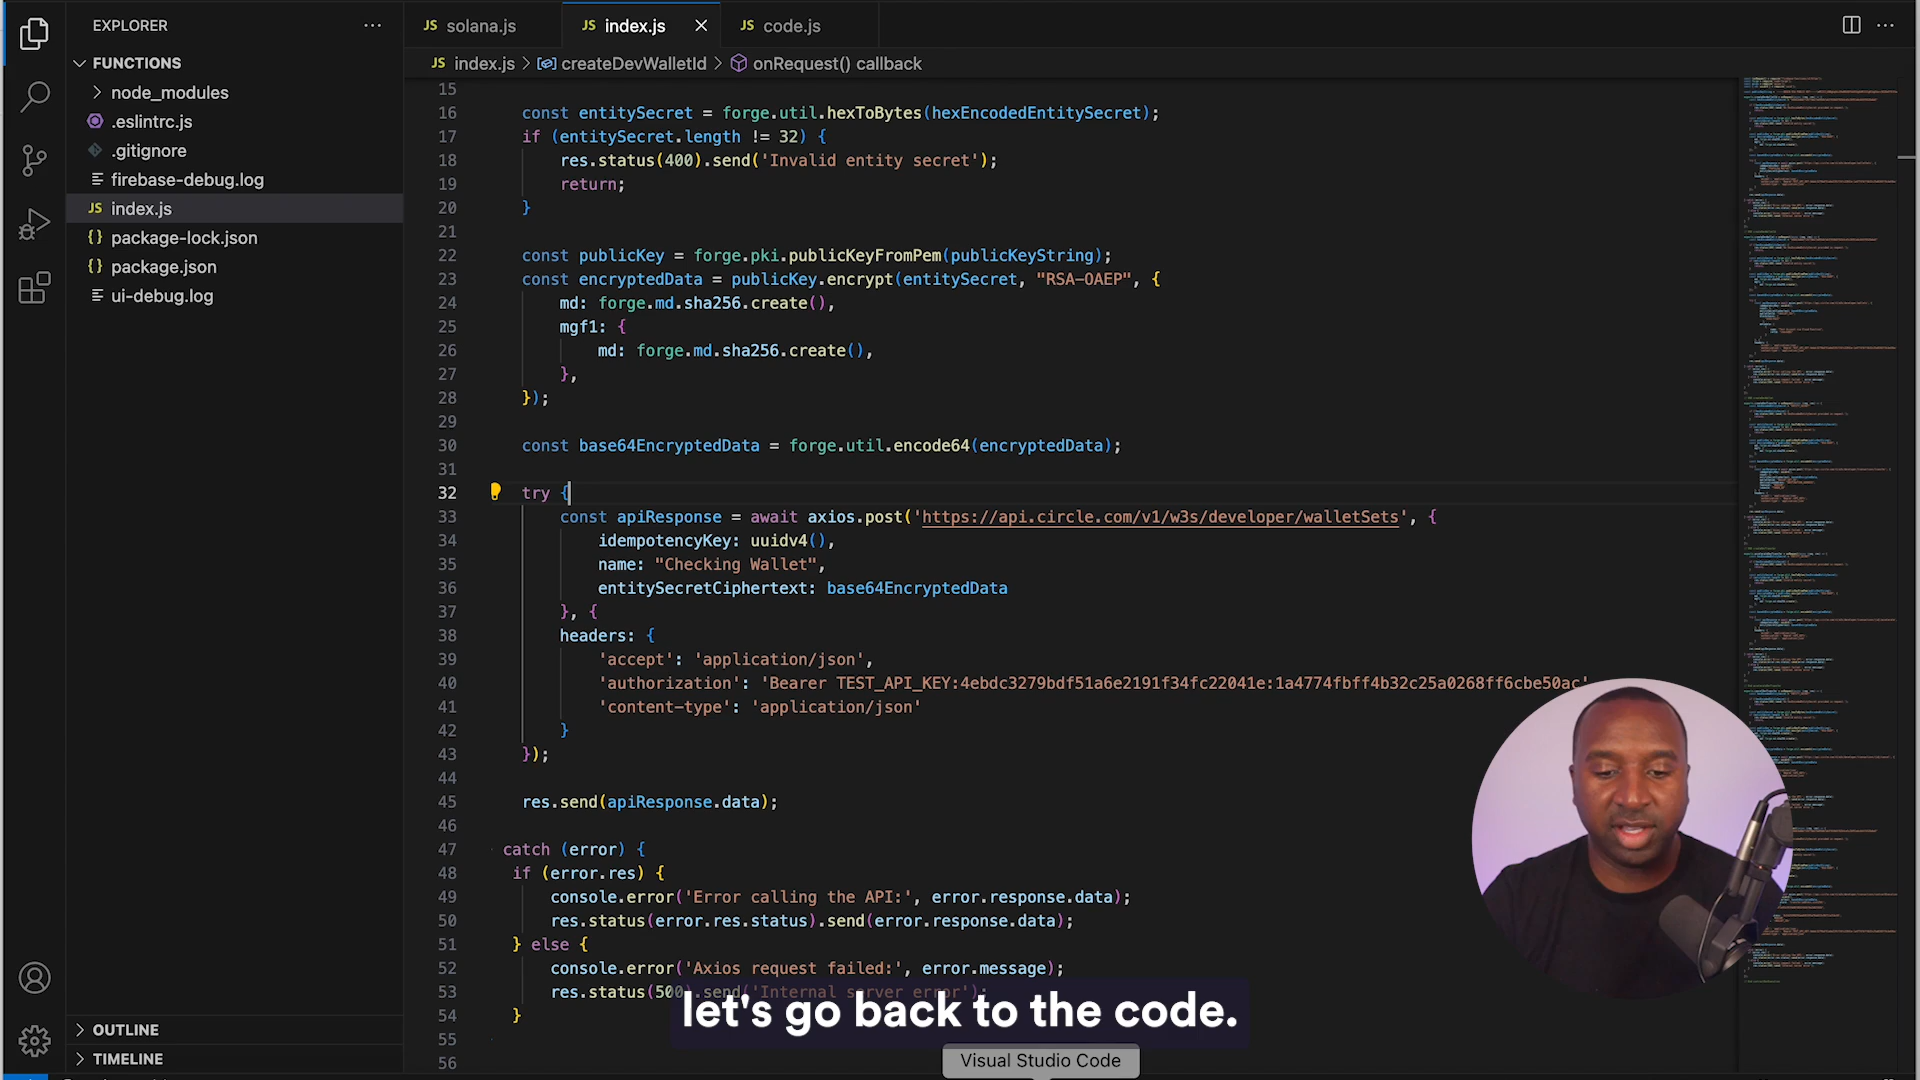 EXPLORER
FUNCTIONS
node_modules
.eslintrc.js
.gitignore
firebase-debug.log
JS index.js
{} package-lock.json
{} package.json
ui-debug.log
OUTLINE
TIMELINE
JS solana.js
JS index.js
JS code.js
JS index.js > createDevWalletId > onRequest() callback
15
16 const entitySecret = forge.util.hexToBytes(hexEncodedEntitySecret);
17 if (entitySecret.length != 32) {
18 res.status(400).send('Invalid entity secret');
19 return;
20 }
21
22 const publicKey = forge.pki.publicKeyFromPem(publicKeyString);
23 const encryptedData = publicKey.encrypt(entitySecret, "RSA-OAEP", {
24 md: forge.md.sha256.create(),
25 mgf1: {
26 md: forge.md.sha256.create(),
27 },
28 });
29
30 const base64EncryptedData = forge.util.encode64(encryptedData);
31
32 try {
33 const apiResponse = await axios.post('https://api.circle.com/v1/w3s/developer/walletSets', {
34 idempotencyKey: uuidv4(),
35 name: "Checking Wallet",
36 entitySecretCiphertext: base64EncryptedData
37 }, {
38 headers: {
39 'accept': 'application/json',
40 'authorization': 'Bearer TEST_API_KEY:4ebdc3279bdf51a6e2191f34fc22041e:1a4774fbff4b32c25a0268ff6cbe50ac'
41 'content-type': 'application/json'
42 }
43 });
44
45 res.send(apiResponse.data);
46
47 catch (error) {
48 if (error.res) {
49 console.error('Error calling the API:', error.response.data);
50 res.status(error.res.status).send(error.response.data);
51 } else {
52 console.error('Axios request failed:', error.message);
53 res.status(500).send('Internal server error');
54 }
55
56
let's go back to the code.
Visual Studio Code